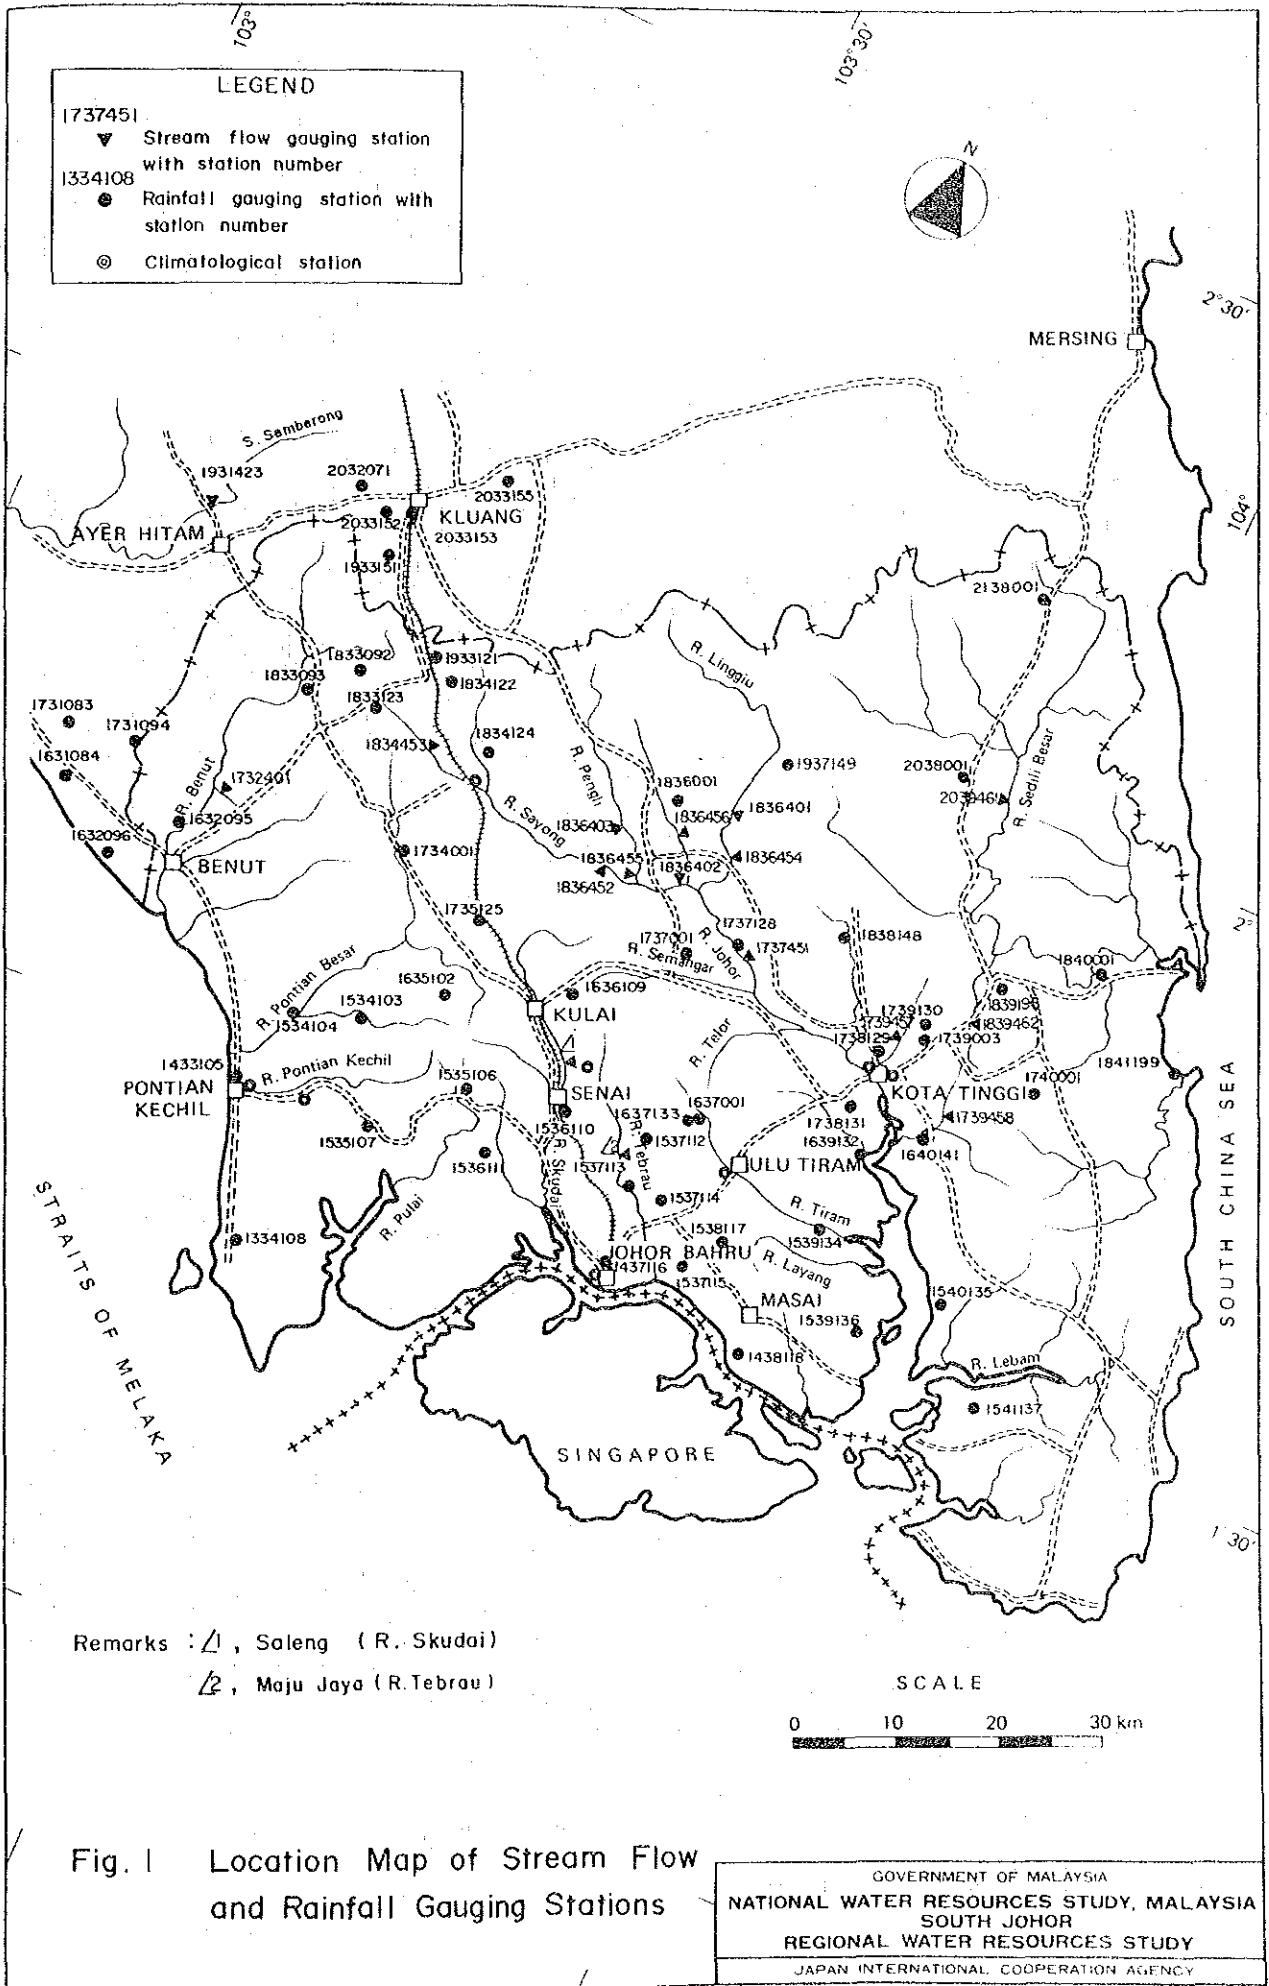 103°
103°30'
LEGEND
1737451
Stream flow gauging station
with station number
1334108
Rainfall gauging station with
station number
Climatological station
N
2°30'
MERSING
S. Sembarong
1931423
2032071
2033155
AYER HITAM
2033152
KLUANG
2033153
104°
1933151
2138001
1833092
1933121
R. Linggiu
1833093
1834122
1731083
1833123
1731094
1834453
1834124
1631084
R. Benut
1732401
R. Pengli
1937149
2038001
R. Sedili Besar
1836001
R. Sayong
1836456
1836401
1632095
1836403
1632096
1734001
1836455
1836454
BENUT
1836402
1836452
1735125
1737128
2°
1737001
R. Johor
1737451
1838148
R. Semangar
R. Pontian Besar
1635102
1840001
1534103
1636109
1534104
KULAI
1739130
1839462
1738129
1739003
R. Telor
1433105
R. Pontian Kechil
1535106
1841199
PONTIAN
KECHIL
SENAI
1740001
KOTA TINGGI
1637133
1637001
1739458
1536110
1738131
1535107
1537112
1639132
1640141
1537113
R. Tebrau
ULU TIRAM
R. Skudai
STRAITS OF MELAKA
SOUTH CHINA SEA
R. Pulai
1537114
R. Tiram
1334108
1538117
1539134
JOHOR BAHRU
1437116
R. Layang
1537115
1540135
MASAI
1539136
1438118
R. Lebam
1541137
SINGAPORE
1°30'
Remarks : 1, Saleng (R. Skudai)
2, Maju Jaya (R.Tebrau)
SCALE
0 10 20 30 km
Fig. 1 Location Map of Stream Flow
and Rainfall Gauging Stations
GOVERNMENT OF MALAYSIA
NATIONAL WATER RESOURCES STUDY, MALAYSIA
SOUTH JOHOR
REGIONAL WATER RESOURCES STUDY
JAPAN INTERNATIONAL COOPERATION AGENCY